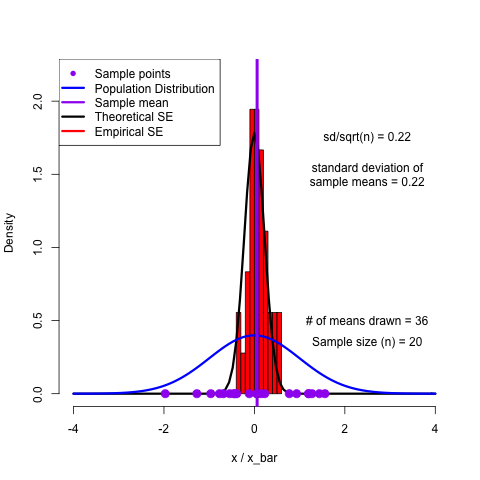 Sample points
Population Distribution
Sample mean
Theoretical SE
Empirical SE
sd/sqrt(n) = 0.22
standard deviation of
sample means = 0.22
# of means drawn = 36
Sample size (n) = 20
Density
0.0
0.5
1.0
1.5
2.0
-4
-2
0
2
4
x / x_bar